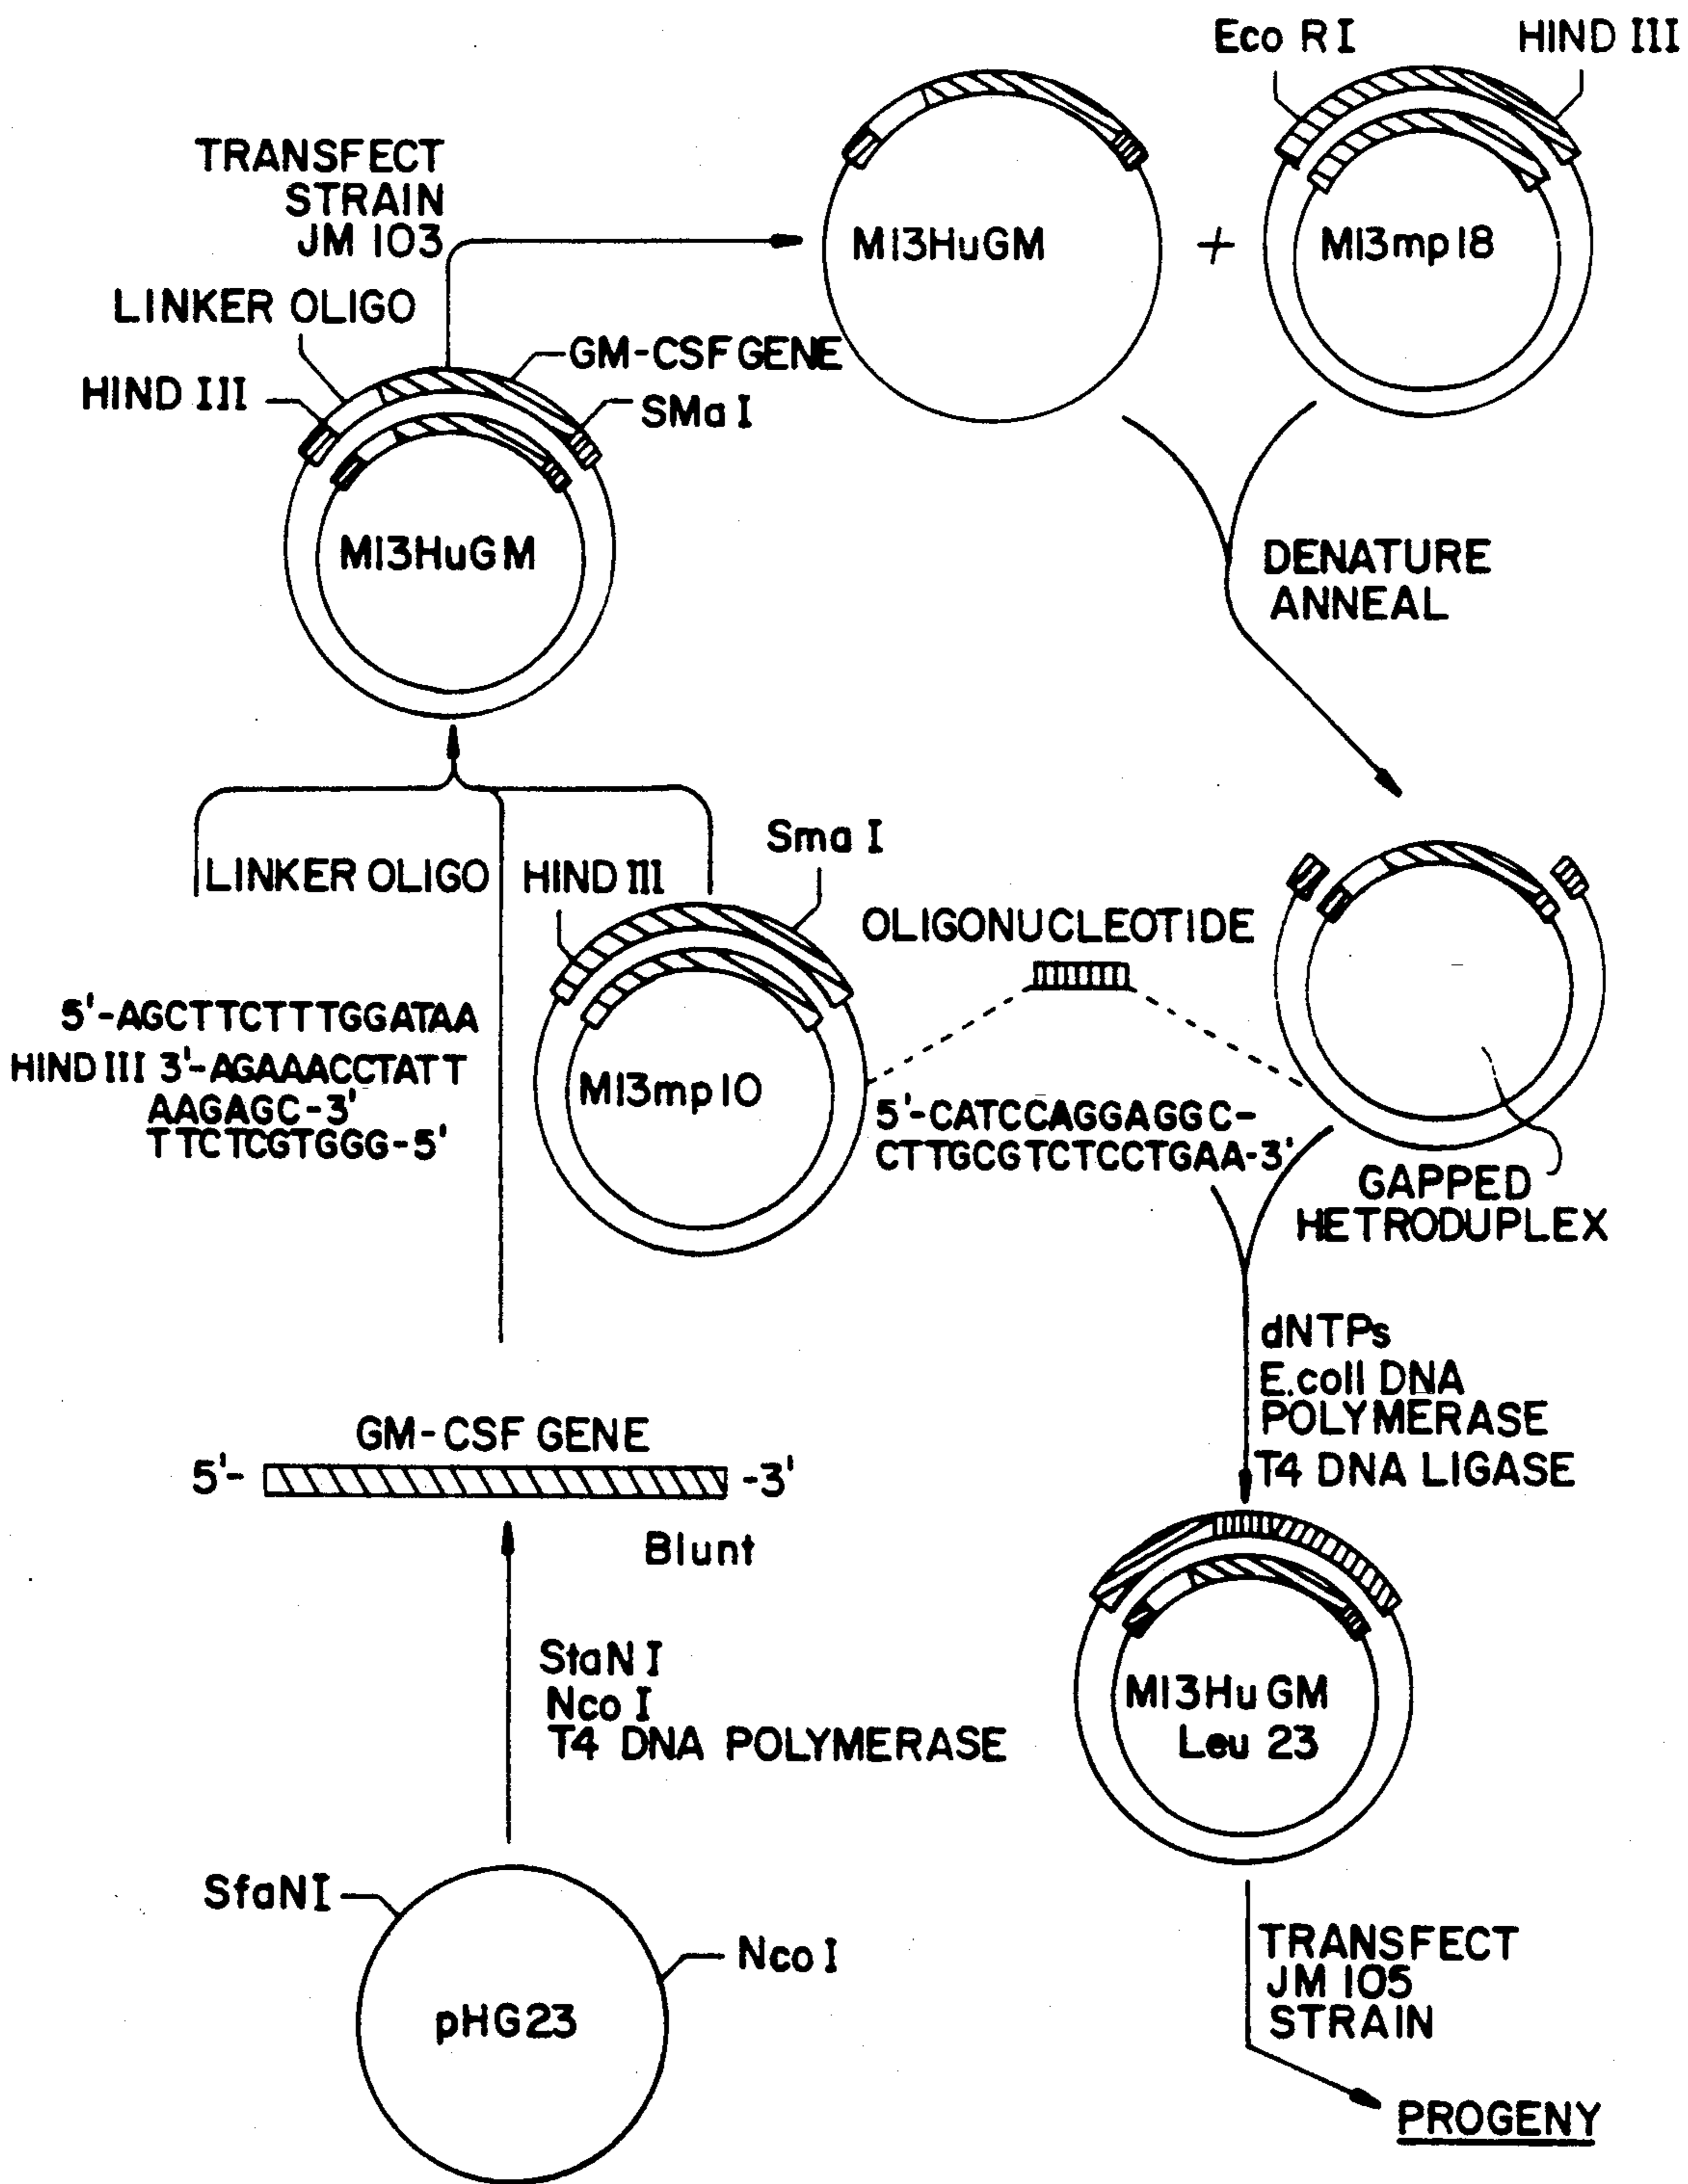 Eco RI
HIND III
TRANSFECT
STRAIN
JM 103
M13HuGM
+
M13mp18
LINKER OLIGO
GM-CSF GENE
HIND III
SMa I
M13HuGM
DENATURE
ANNEAL
LINKER OLIGO
HIND III
Sma I
OLIGONUCLEOTIDE
5'-AGCTTCTTTGGATAA
HIND III 3'-AGAAACCTATT
AAGAGC-3'
TTCTCGTGGG-5'
M13mp10
5'-CATCCAGGAGGC-
CTTGCGTCTCCTGAA-3'
GAPPED
HETRODUPLEX
dNTPs
E.coli DNA
POLYMERASE
T4 DNA LIGASE
GM-CSF GENE
5'- -3'
Blunt
StaN I
Nco I
T4 DNA POLYMERASE
M13Hu GM
Leu 23
SfaNI
Nco I
pHG23
TRANSFECT
JM 105
STRAIN
PROGENY